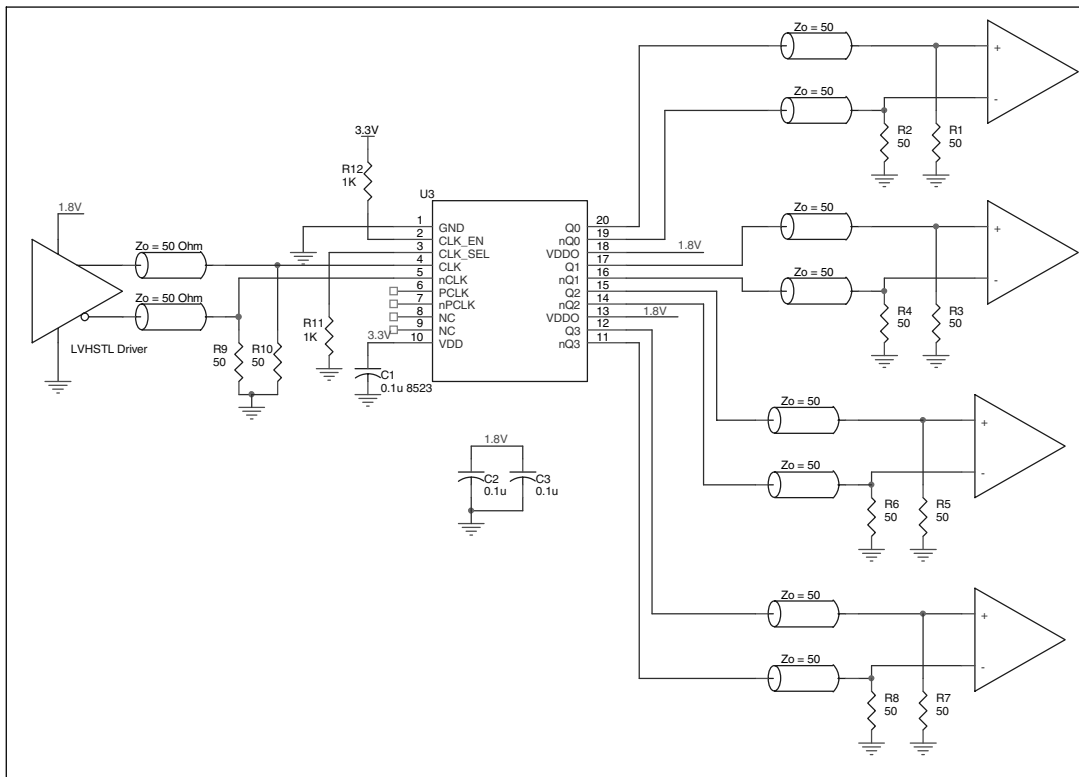 Zo = 50
+
Zo = 50
-
R2
50
R1
50
3.3V
R12
1K
U3
1.8V
Zo = 50 Ohm
Zo = 50 Ohm
LVHSTL Driver
R9
50
R10
50
R11
1K
3.3V
C1
0.1u
8523
1 GND
2 CLK_EN
3 CLK_SEL
4 CLK
5 nCLK
6 PCLK
7 nPCLK
8 NC
9 NC
10 VDD
Q0 20
nQ0 19
VDDO 18
1.8V
Q1 17
nQ1 16
Q2 15
nQ2 14
VDDO 13
1.8V
Q3 12
nQ3 11
Zo = 50
+
Zo = 50
-
R4
50
R3
50
1.8V
C2
0.1u
C3
0.1u
Zo = 50
+
Zo = 50
-
R6
50
R5
50
Zo = 50
+
Zo = 50
-
R8
50
R7
50